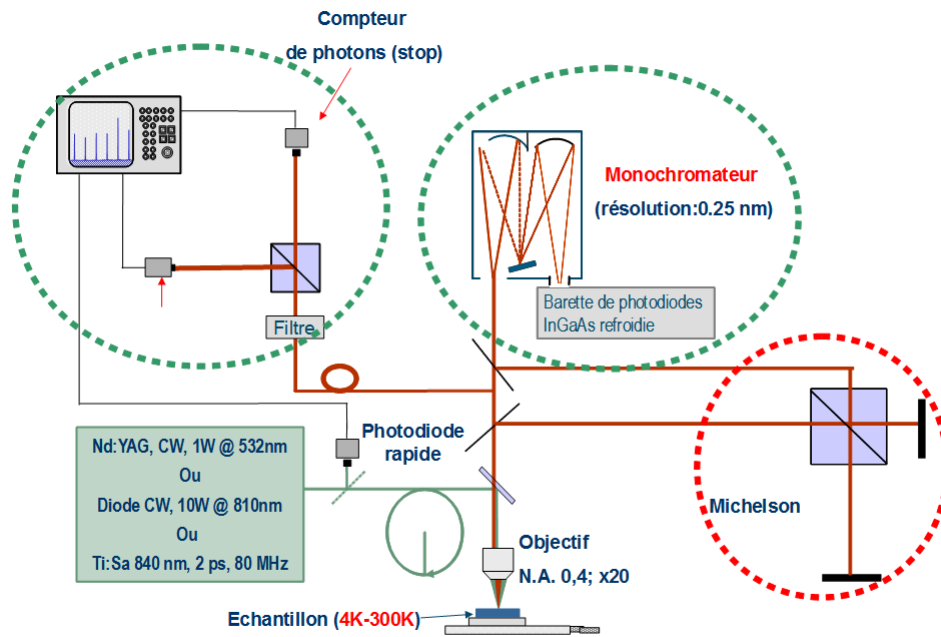 Compteur
de photons (stop)
Monochromateur
(résolution:0.25 nm)
Barette de photodiodes
InGaAs refroidie
Filtre
Photodiode
rapide
Nd:YAG, CW, 1W @ 532nm
Ou
Diode CW, 10W @ 810nm
Ou
Ti:Sa 840 nm, 2 ps, 80 MHz
Michelson
Objectif
N.A. 0,4; x20
Echantillon (4K-300K)